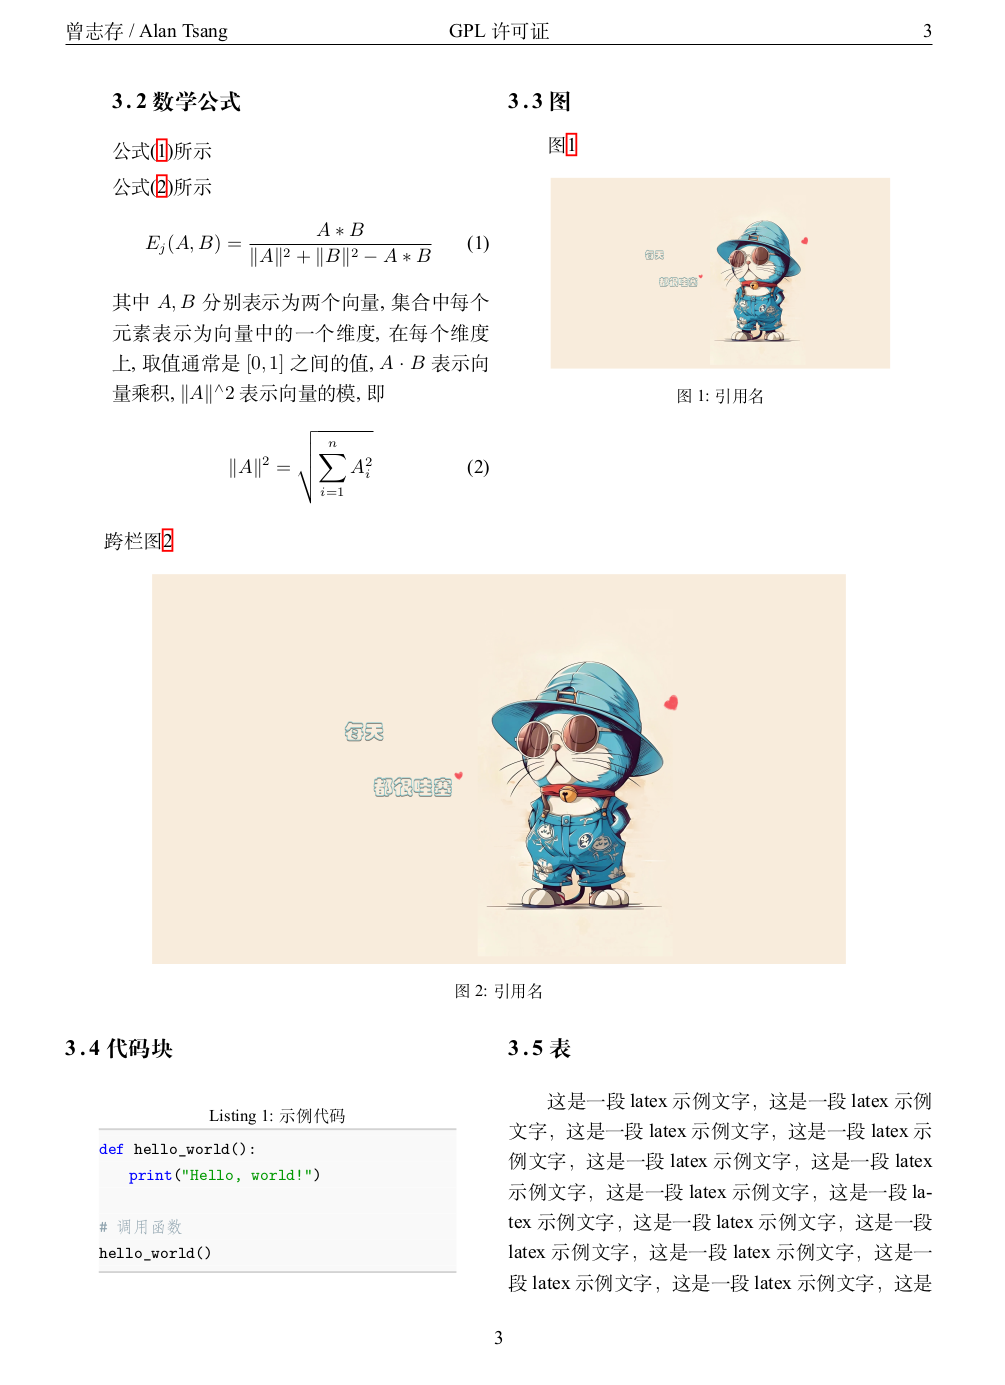 曾志存 / Alan Tsang GPL 许可证 3
3.2 数学公式
公式(1)所示
公式(2)所示
E_j(A, B) = \frac{A * B}{‖A‖² + ‖B‖² − A * B} (1)
其中 A, B 分别表示为两个向量, 集合中每个
元素表示为向量中的一个维度, 在每个维度
上, 取值通常是 [0, 1] 之间的值, A · B 表示向
量乘积, ‖A‖^2 表示向量的模, 即
‖A‖² = \sqrt{\sum_{i=1}^{n} A_i^2} (2)
3.3 图
图1
每天
都很哇塞
图 1: 引用名
跨栏图2
每天
都很哇塞
图 2: 引用名
3.4 代码块
Listing 1: 示例代码
def hello_world():
    print("Hello, world!")
# 调用函数
hello_world()
3.5 表
这是一段 latex 示例文字，这是一段 latex 示例
文字，这是一段 latex 示例文字，这是一段 latex 示
例文字，这是一段 latex 示例文字，这是一段 latex
示例文字，这是一段 latex 示例文字，这是一段 la-
tex 示例文字，这是一段 latex 示例文字，这是一段
latex 示例文字，这是一段 latex 示例文字，这是一
段 latex 示例文字，这是一段 latex 示例文字，这是
3